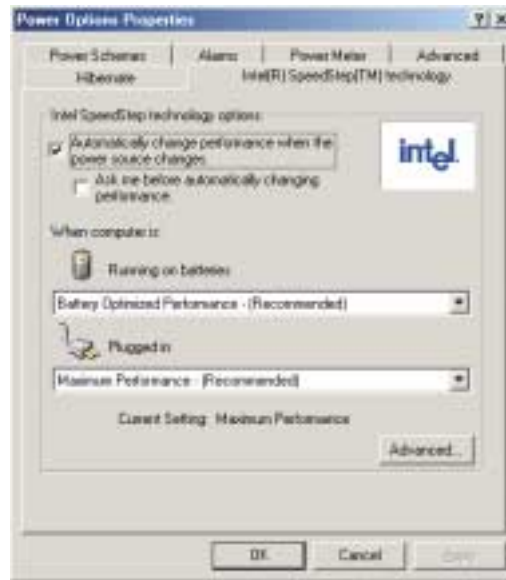 Power Options Properties
Power Schemes
Alarms
Power Meter
Advanced
Hibernate
Intel(R) SpeedStep(TM) technology
Intel SpeedStep technology options
Automatically change performance when the
power source changes
Ask me before automatically changing
performance.
intel.
When computer is:
Running on batteries
Battery Optimized Performance - (Recommended)
Plugged in
Maximum Performance - (Recommended)
Current Setting: Maximum Performance
Advanced...
OK
Cancel
Apply